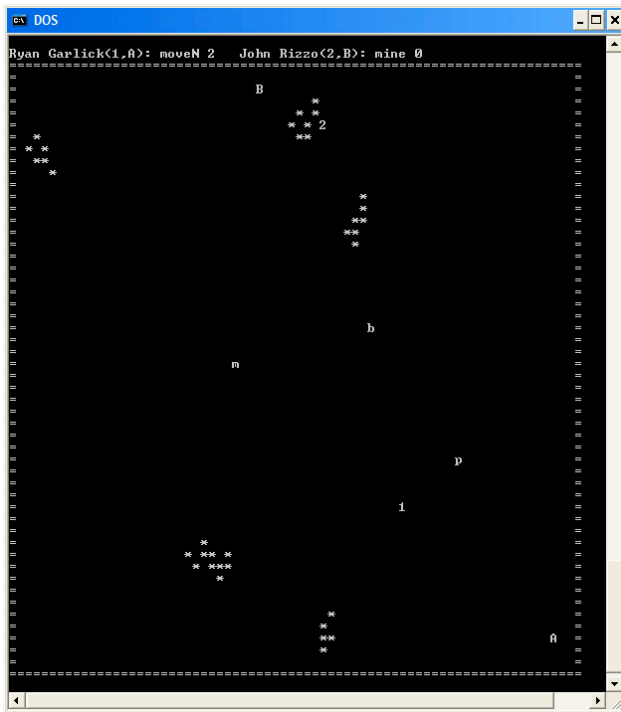 DOS
Ryan Garlick(1,A): moveN 2   John Rizzo(2,B): mine 0
B
2
b
m
p
1
A